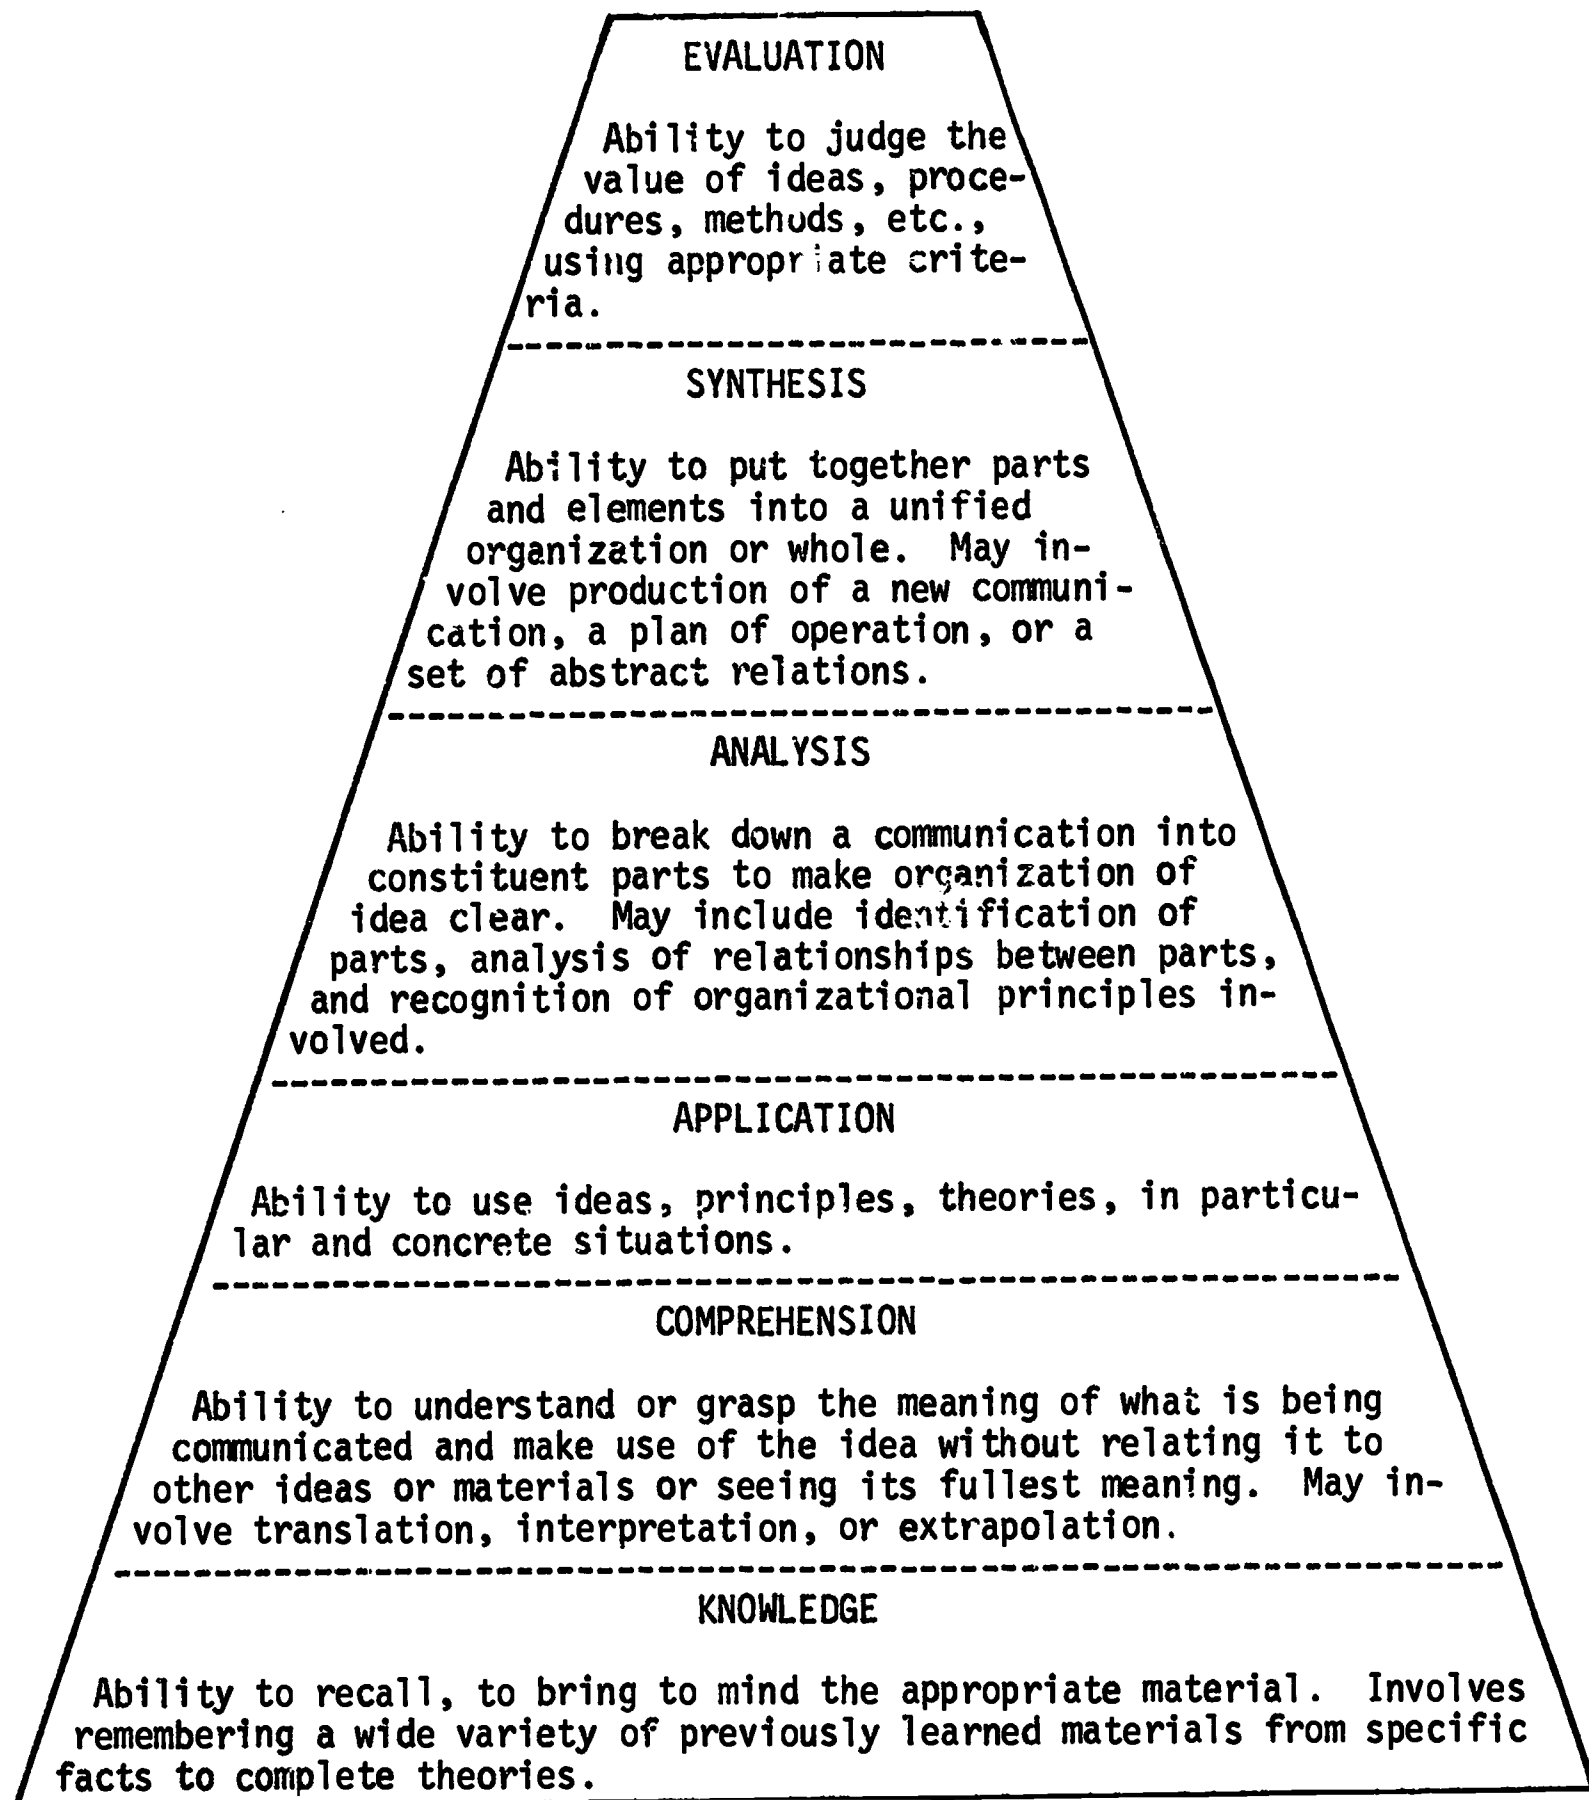 EVALUATION
Ability to judge the
value of ideas, proce-
dures, methods, etc.,
using appropriate crite-
ria.
SYNTHESIS
Ability to put together parts
and elements into a unified
organization or whole. May in-
volve production of a new communi-
cation, a plan of operation, or a
set of abstract relations.
ANALYSIS
Ability to break down a communication into
constituent parts to make organization of
idea clear. May include identification of
parts, analysis of relationships between parts,
and recognition of organizational principles in-
volved.
APPLICATION
Ability to use ideas, principles, theories, in particu-
lar and concrete situations.
COMPREHENSION
Ability to understand or grasp the meaning of what is being
communicated and make use of the idea without relating it to
other ideas or materials or seeing its fullest meaning. May in-
volve translation, interpretation, or extrapolation.
KNOWLEDGE
Ability to recall, to bring to mind the appropriate material. Involves
remembering a wide variety of previously learned materials from specific
facts to complete theories.